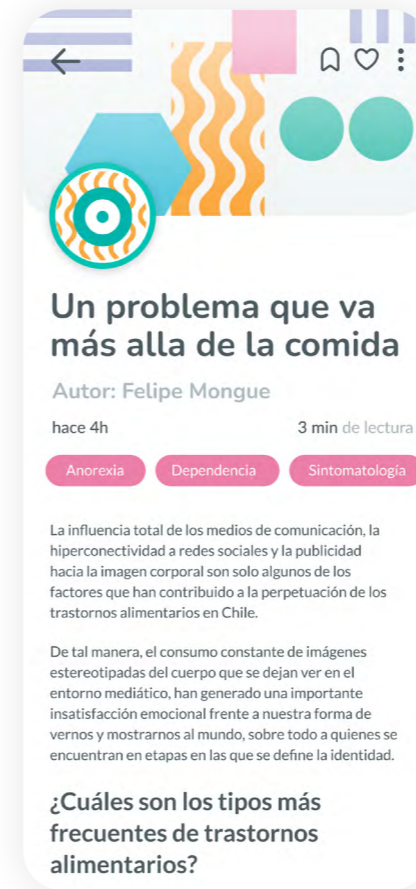 Un problema que va
más alla de la comida
Autor: Felipe Mongue
hace 4h 3 min de lectura
Anorexia Dependencia Sintomatología
La influencia total de los medios de comunicación, la
hiperconectividad a redes sociales y la publicidad
hacia la imagen corporal son solo algunos de los
factores que han contribuido a la perpetuación de los
trastornos alimentarios en Chile.
De tal manera, el consumo constante de imágenes
estereotipadas del cuerpo que se dejan ver en el
entorno mediático, han generado una importante
insatisfacción emocional frente a nuestra forma de
vernos y mostrarnos al mundo, sobre todo a quienes se
encuentran en etapas en las que se define la identidad.
¿Cuáles son los tipos más
frecuentes de trastornos
alimentarios?